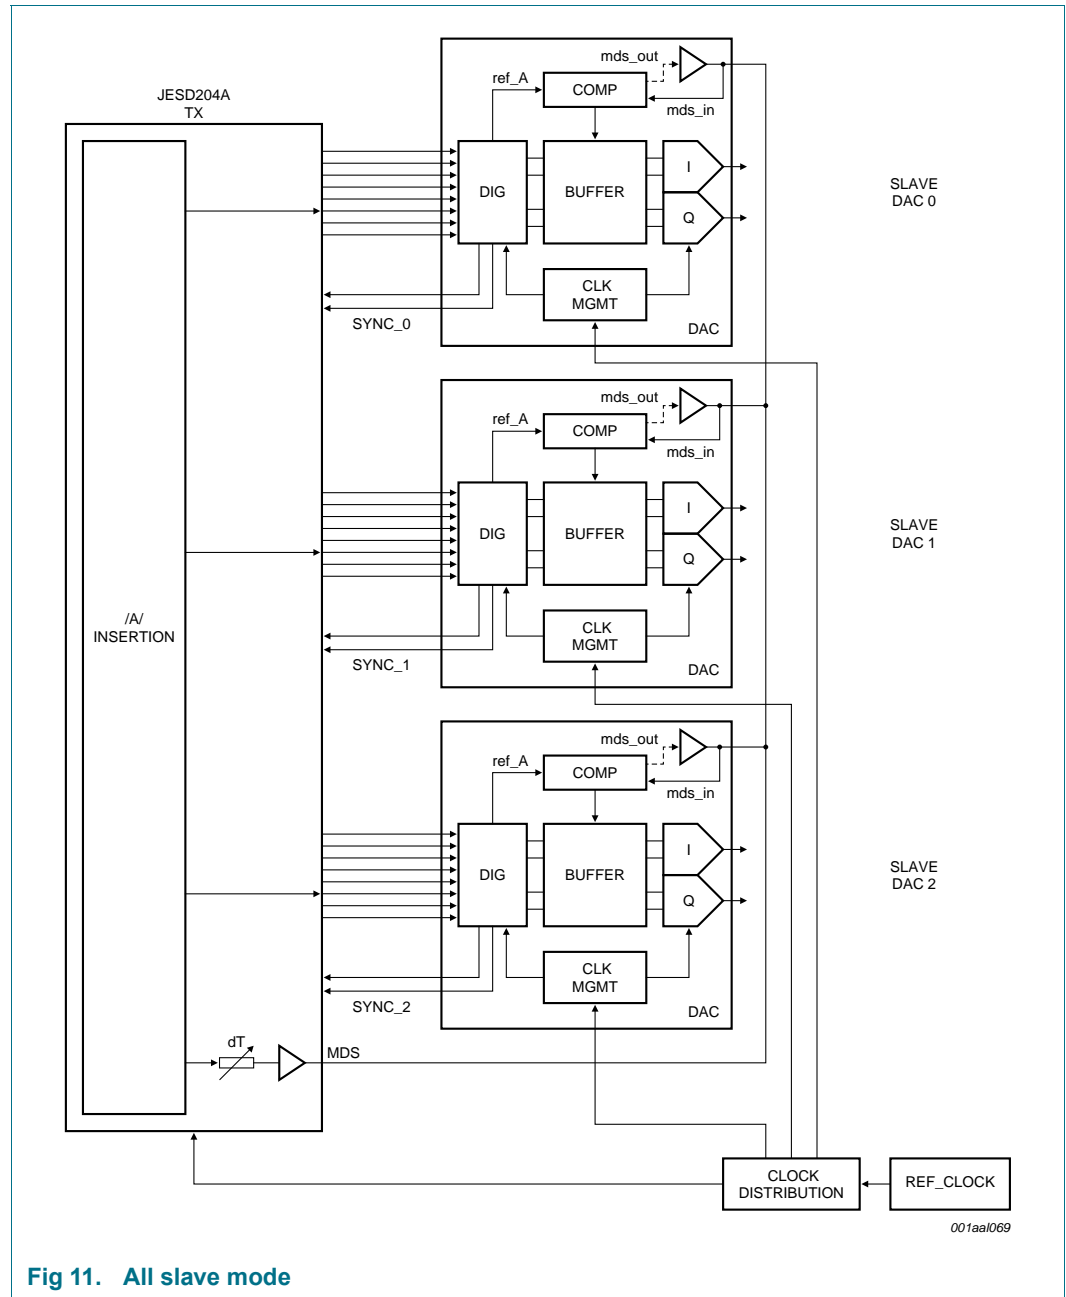 JESD204A
TX
mds_out
ref_A
COMP
mds_in
DIG
BUFFER
I
Q
SLAVE
DAC 0
CLK
MGMT
SYNC_0
DAC
mds_out
ref_A
COMP
mds_in
DIG
BUFFER
I
Q
SLAVE
DAC 1
/A/
INSERTION
CLK
MGMT
SYNC_1
DAC
mds_out
ref_A
COMP
mds_in
DIG
BUFFER
I
Q
SLAVE
DAC 2
CLK
MGMT
SYNC_2
DAC
dT
MDS
CLOCK
DISTRIBUTION
REF_CLOCK
001aal069
Fig 11. All slave mode